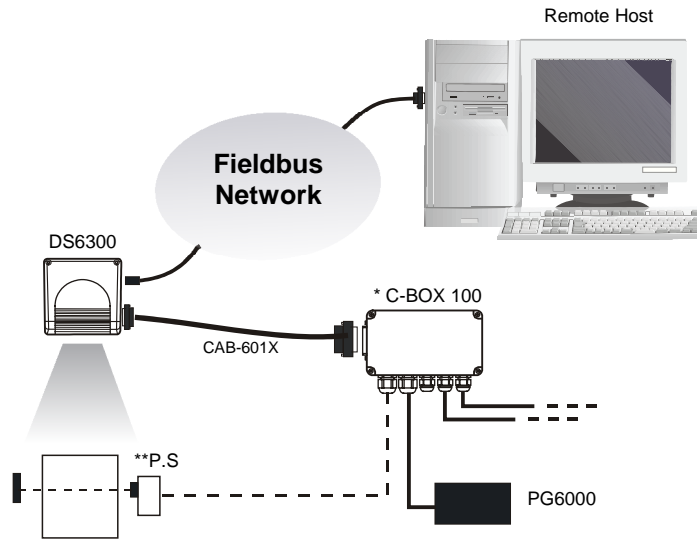 Remote Host
Fieldbus
Network
DS6300
* C-BOX 100
CAB-601X
**P.S
PG6000